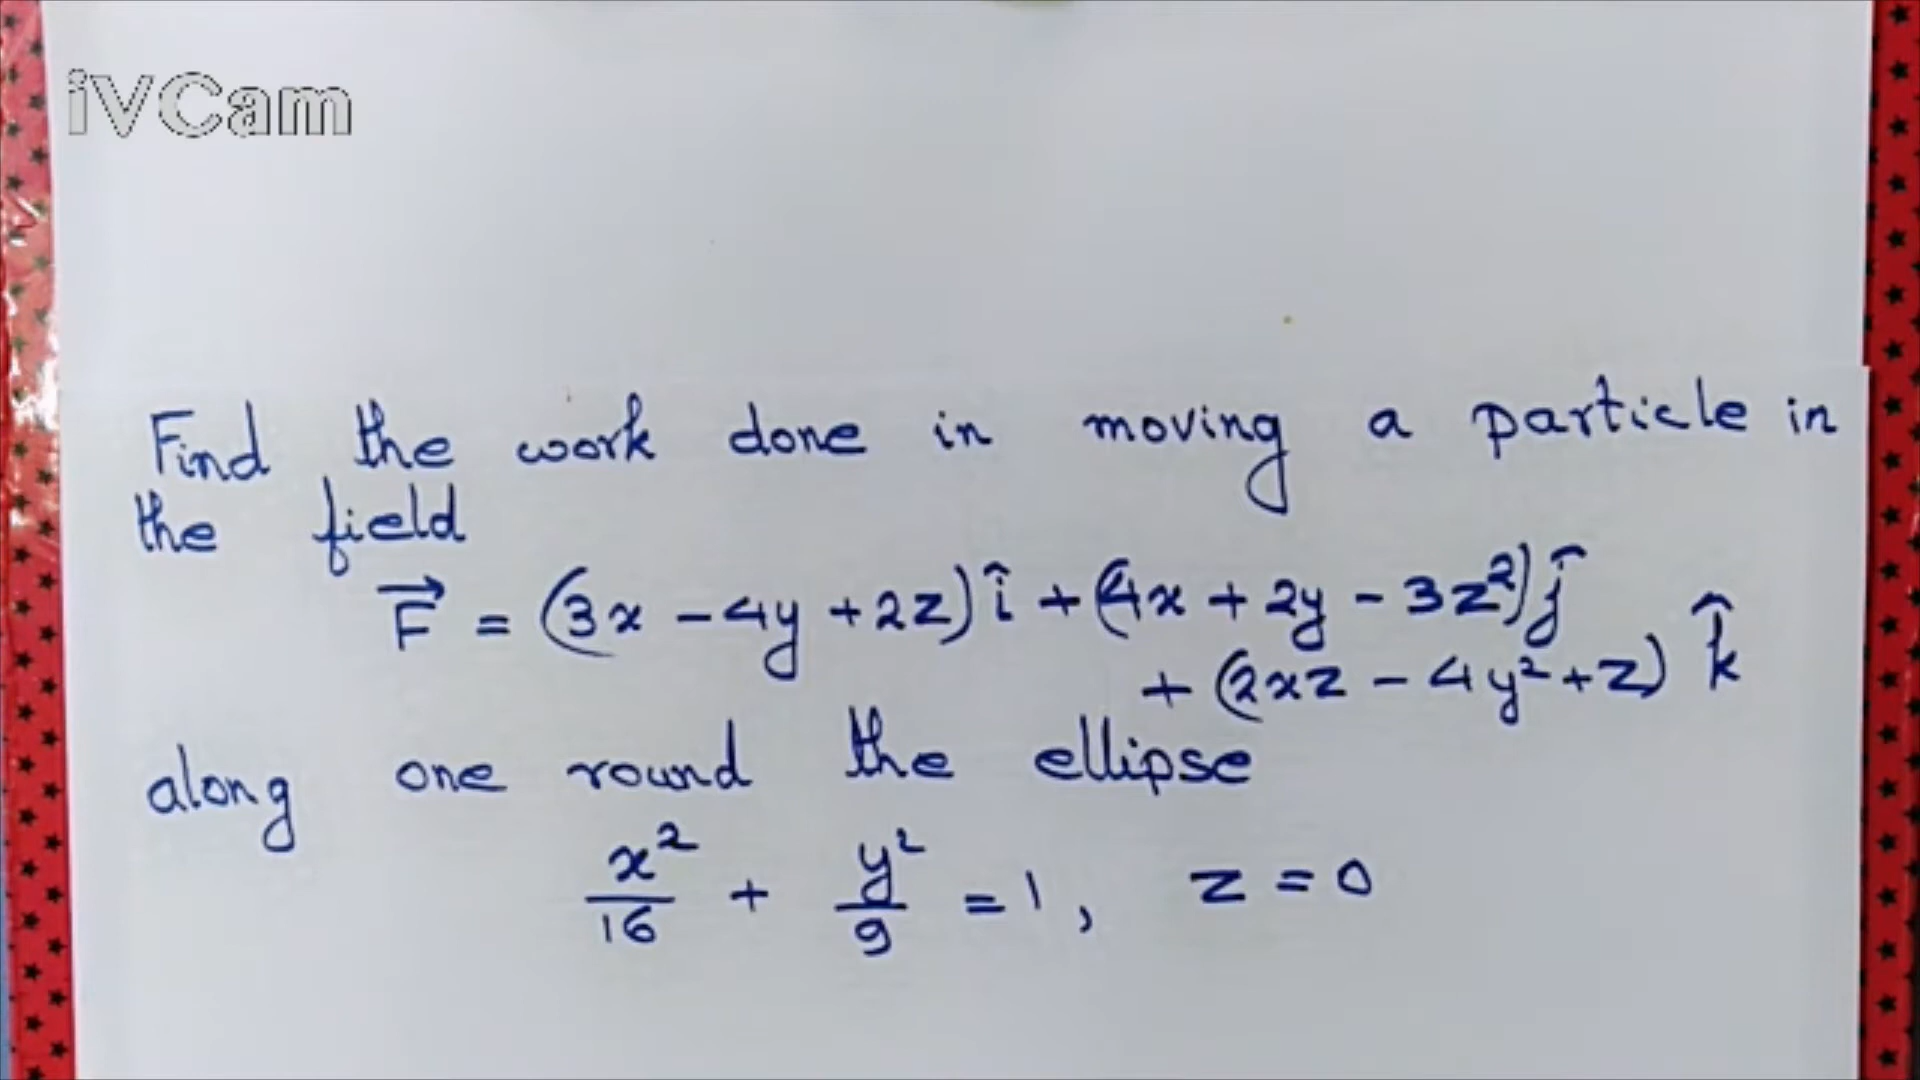 iVCam
Find the work done in moving a particle in
the field
F⃗ = (3x - 4y + 2z) î + (4x + 2y - 3z²) ĵ
+ (2xz - 4y² + z) k̂
along one round the ellipse
x²/16 + y²/9 = 1, z = 0